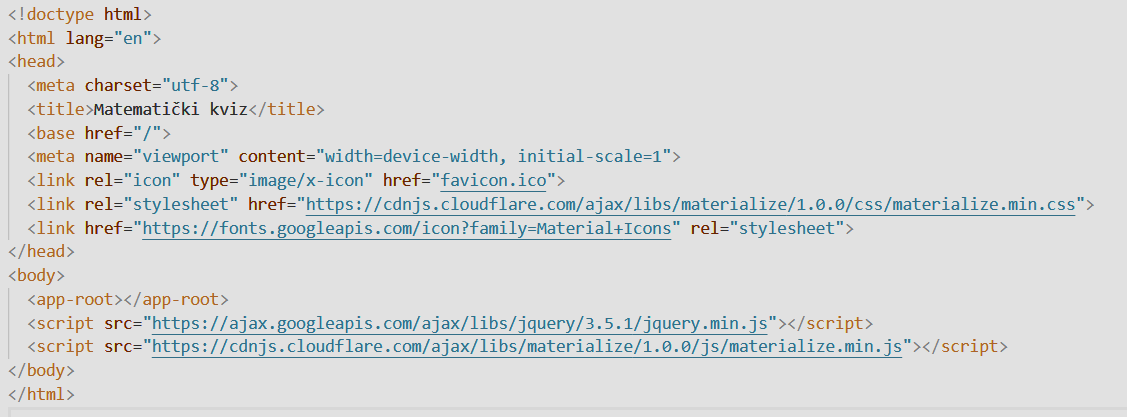 <!doctype html>
<html lang="en">
<head>
  <meta charset="utf-8">
  <title>Matematički kviz</title>
  <base href="/">
  <meta name="viewport" content="width=device-width, initial-scale=1">
  <link rel="icon" type="image/x-icon" href="favicon.ico">
  <link rel="stylesheet" href="https://cdnjs.cloudflare.com/ajax/libs/materialize/1.0.0/css/materialize.min.css">
  <link href="https://fonts.googleapis.com/icon?family=Material+Icons" rel="stylesheet">
</head>
<body>
  <app-root></app-root>
  <script src="https://ajax.googleapis.com/ajax/libs/jquery/3.5.1/jquery.min.js"></script>
  <script src="https://cdnjs.cloudflare.com/ajax/libs/materialize/1.0.0/js/materialize.min.js"></script>
</body>
</html>